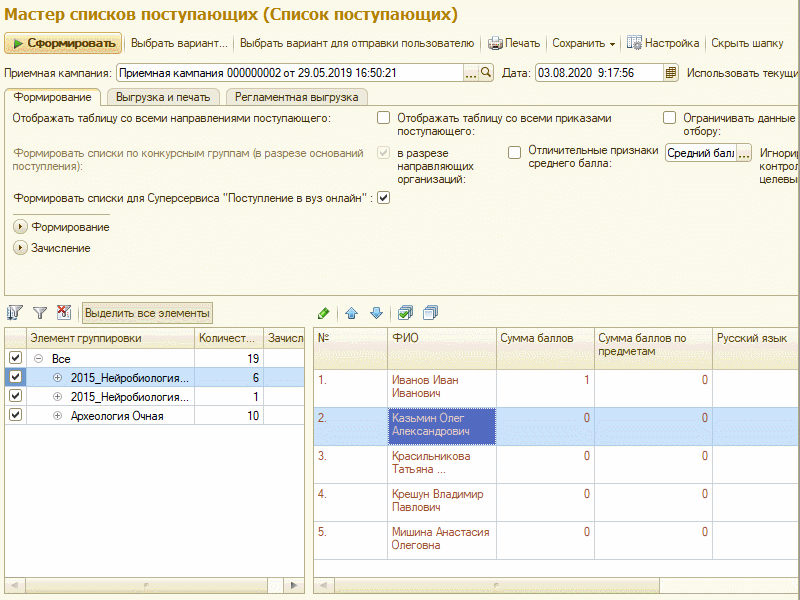 Мастер списков поступающих (Список поступающих)
Сформировать Выбрать вариант... Выбрать вариант для отправки пользователю Печать Сохранить Настройка Скрыть шапку
Приемная кампания: Приемная кампания 000000002 от 29.05.2019 16:50:21 ... Дата: 03.08.2020 9:17:56 Использовать текущи
Формирование Выгрузка и печать Регламентная выгрузка
Отображать таблицу со всеми направлениями поступающего: Отображать таблицу со всеми приказами Ограничивать данные
поступающего: отбору:
Формировать списки по конкурсным группам (в разрезе оснований в разрезе Отличительные признаки Средний балл ... Игнорир
поступления): направляющих среднего балла: контрол
организаций: целевы
Формировать списки для Суперсервиса "Поступление в вуз онлайн" :
Формирование
Зачисление
Выделить все элементы
Элемент группировки Количест... Зачисл
Все 19
2015_Нейробиология... 6
2015_Нейробиология... 1
Археология Очная 10
№ ФИО Сумма баллов Сумма баллов по Русский язык
предметам
1. Иванов Иван 1 0
Иванович
2. Казьмин Олег 0 0
Александрович
3. Красильникова 0 0
Татьяна ...
4. Крешун Владимир 0 0
Павлович
5. Мишина Анастасия 0 0
Олеговна